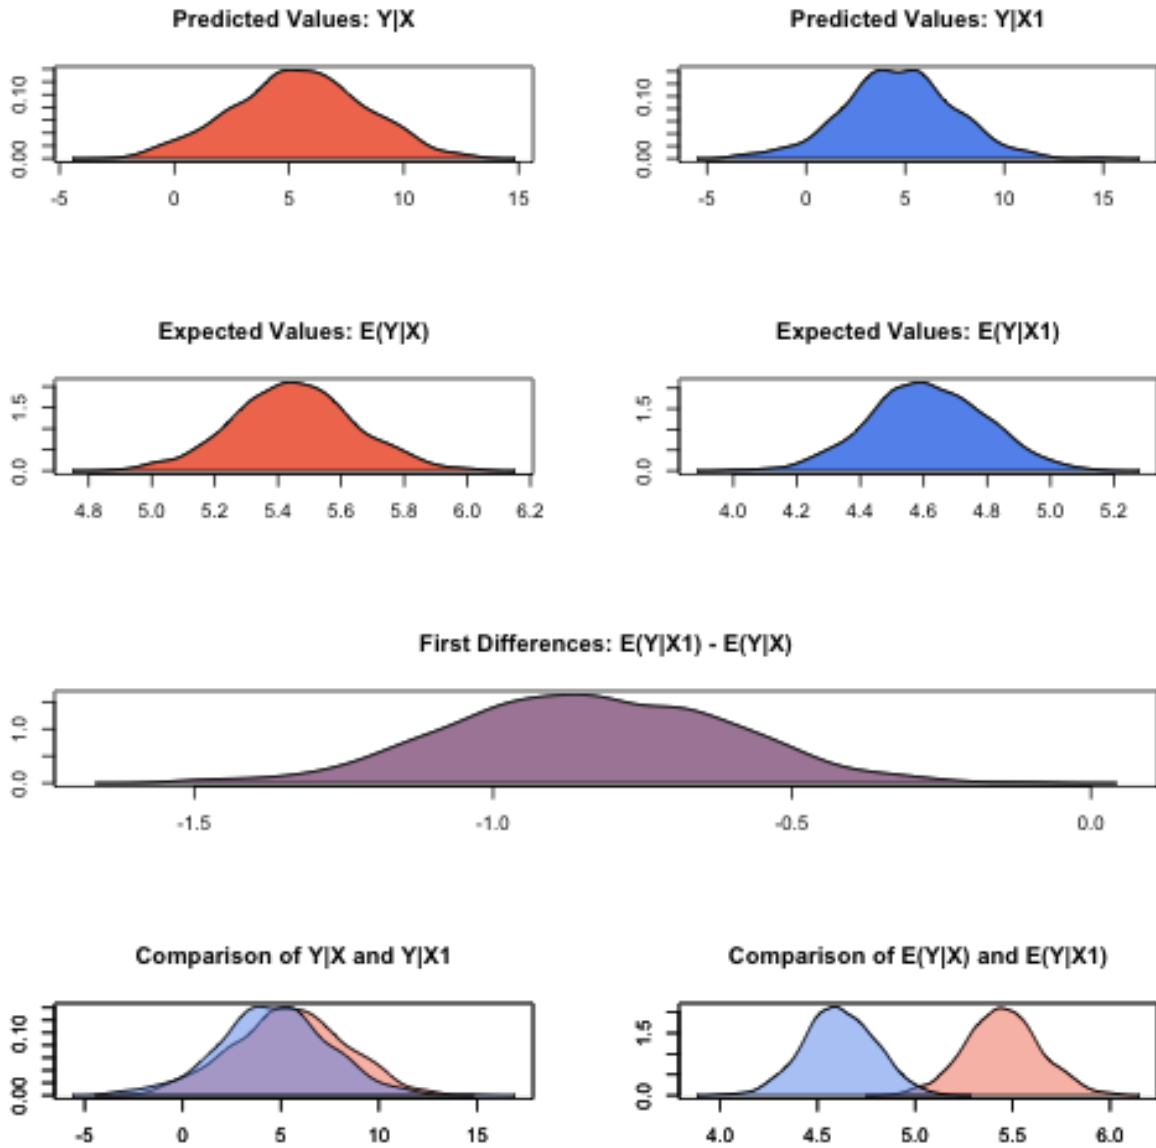 Predicted Values: Y|X
0.10
0.00
-5 0 5 10 15
Predicted Values: Y|X1
0.10
0.00
-5 0 5 10 15
Expected Values: E(Y|X)
1.5
0.0
4.8 5.0 5.2 5.4 5.6 5.8 6.0 6.2
Expected Values: E(Y|X1)
1.5
0.0
4.0 4.2 4.4 4.6 4.8 5.0 5.2
First Differences: E(Y|X1) - E(Y|X)
1.0
0.0
-1.5 -1.0 -0.5 0.0
Comparison of Y|X and Y|X1
0.10
0.00
-5 0 5 10 15
Comparison of E(Y|X) and E(Y|X1)
1.5
0.0
4.0 4.5 5.0 5.5 6.0